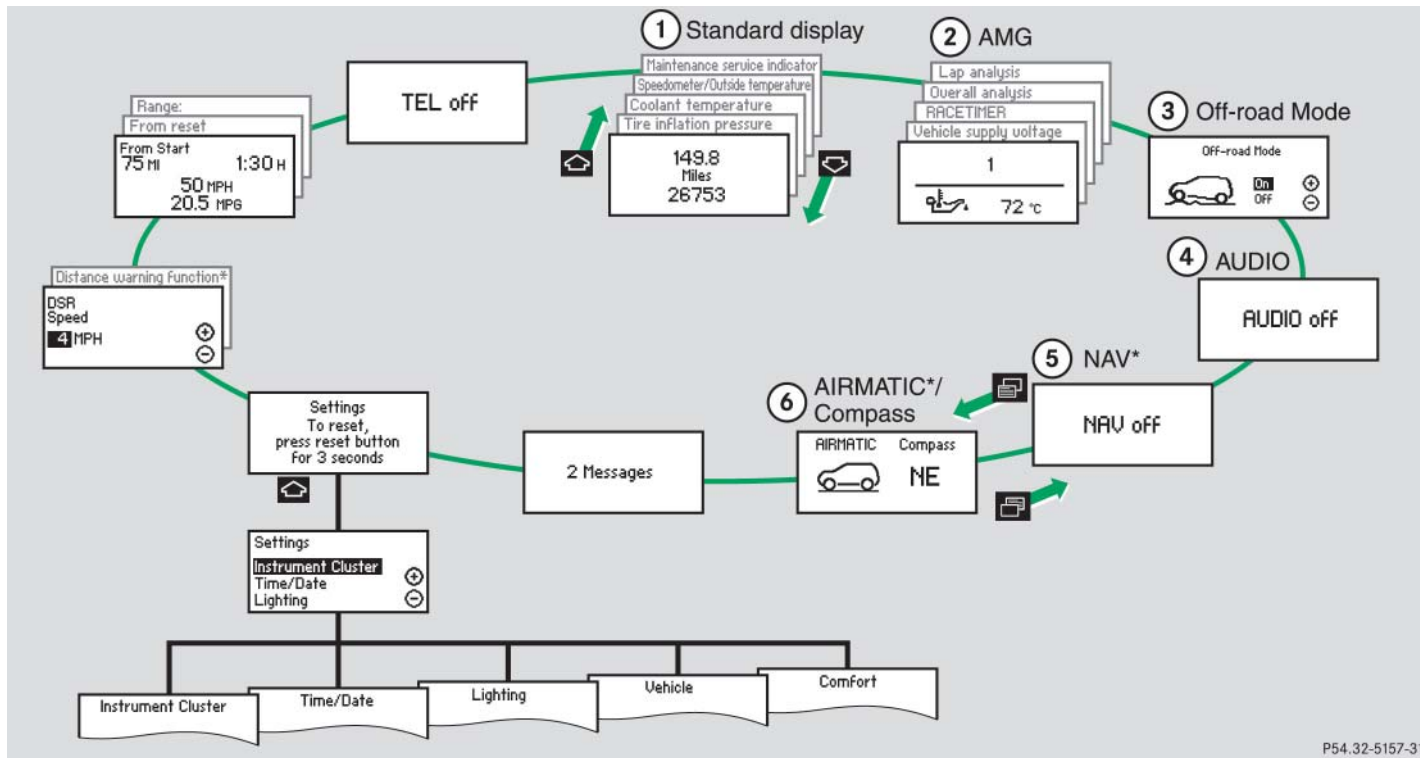 1 Standard display
Maintenance service indicator
Speedometer/Outside temperature
Coolant temperature
Tire inflation pressure
149.8
Miles
26753
2 AMG
Lap analysis
Overall analysis
RACETIMER
Vehicle supply voltage
1
72 °C
3 Off-road Mode
Off-road Mode
On
OFF
4 AUDIO
AUDIO off
5 NAV*
NAV off
6 AIRMATIC*/
Compass
AIRMATIC Compass
NE
2 Messages
Settings
To reset,
press reset button
for 3 seconds
Settings
Instrument Cluster
Time/Date
Lighting
Instrument Cluster
Time/Date
Lighting
Vehicle
Comfort
Distance warning function*
DSR
Speed
4 MPH
Range:
From reset
From Start
75 MI 1:30 H
50 MPH
20.5 MPG
TEL off
P54.32-5157-31